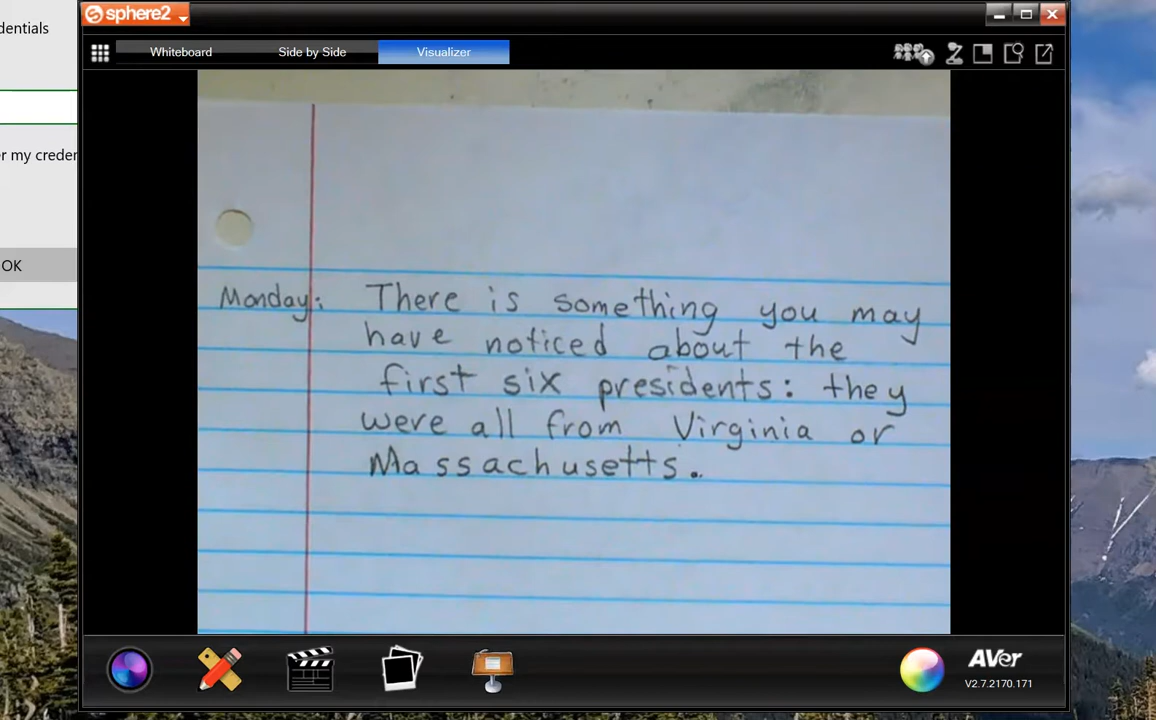 dentials
sphere2
Whiteboard
Side by Side
Visualizer
r my creden
OK
Monday: There is something you may
have noticed about the
first six presidents: they
were all from Virginia or
Massachusetts.
AVer
V2.7.2170.171